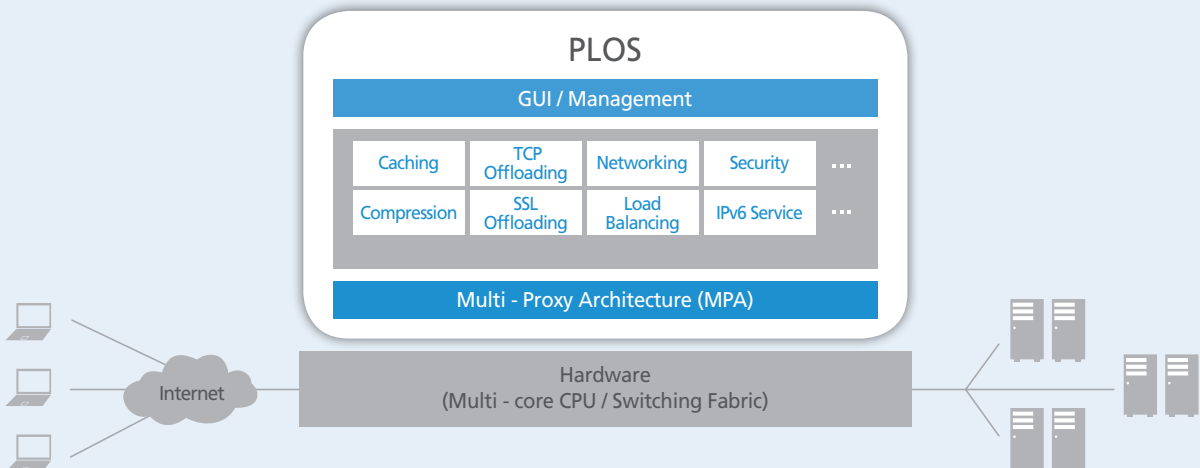 PLOS
GUI / Management
Caching
TCP
Offloading
Networking
Security
...
Compression
SSL
Offloading
Load
Balancing
IPv6 Service
...
Multi - Proxy Architecture (MPA)
Internet
Hardware
(Multi - core CPU / Switching Fabric)